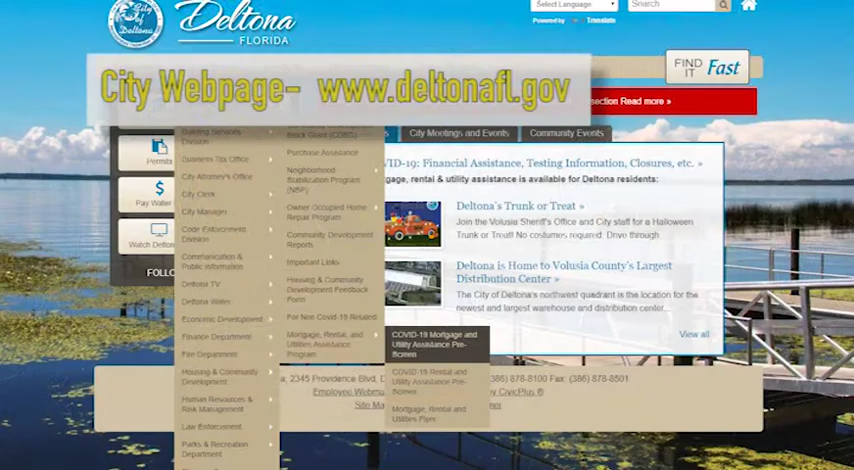 City of Deltona
Deltona
FLORIDA
Select Language
Search
Powered by
Translate
FIND IT Fast
City Webpage- www.deltonafl.gov
section Read more »
City Meetings and Events
Community Events
Permits
Pay Water
Watch Deltona
FOLLO
Building Services
Division
Business Tax Office
City Attorney's Office
City Clerk
City Manager
Code Enforcement
Division
Communication &
Public Information
Deltona TV
Deltona Water
Economic Development
Finance Department
Fire Department
Housing & Community
Development
Human Resources &
Risk Management
Law Enforcement
Parks & Recreation
Department
Block Grant (CDBG)
Purchase Assistance
Neighborhood
Stabilization Program
(NSP)
Owner Occupied Home
Repair Program
Community Development
Reports
Important Links
Housing & Community
Development Feedback
Form
For Non Covid-19 Related
Mortgage, Rental, and
Utilities Assistance
Program
COVID-19 Mortgage and
Utility Assistance Pre-
Screen
COVID-19 Rental and
Utility Assistance Pre-
Screen
Mortgage, Rental and
Utilities Flyer
VID-19: Financial Assistance, Testing Information, Closures, etc. »
gage, rental & utility assistance is available for Deltona residents:
Deltona's Trunk or Treat »
Join the Volusia Sheriff's Office and City staff for a Halloween
Trunk or Treat! No costumes required. Drive through
Deltona is Home to Volusia County's Largest
Distribution Center »
The City of Deltona's northwest quadrant is the location for the
newest and largest warehouse and distribution center...
View all
a, 2345 Providence Blvd, D
(386) 878-8100 Fax: (386) 878-8501
Employee Webma
by CivicPlus ®
Site Ma